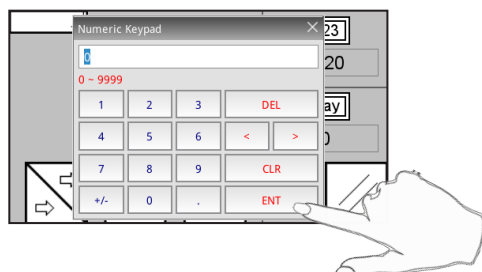 Numeric Keypad
23
0
20
0 ~ 9999
1 2 3 DEL
ay
4 5 6 < >
7 8 9 CLR
+/- 0 . ENT